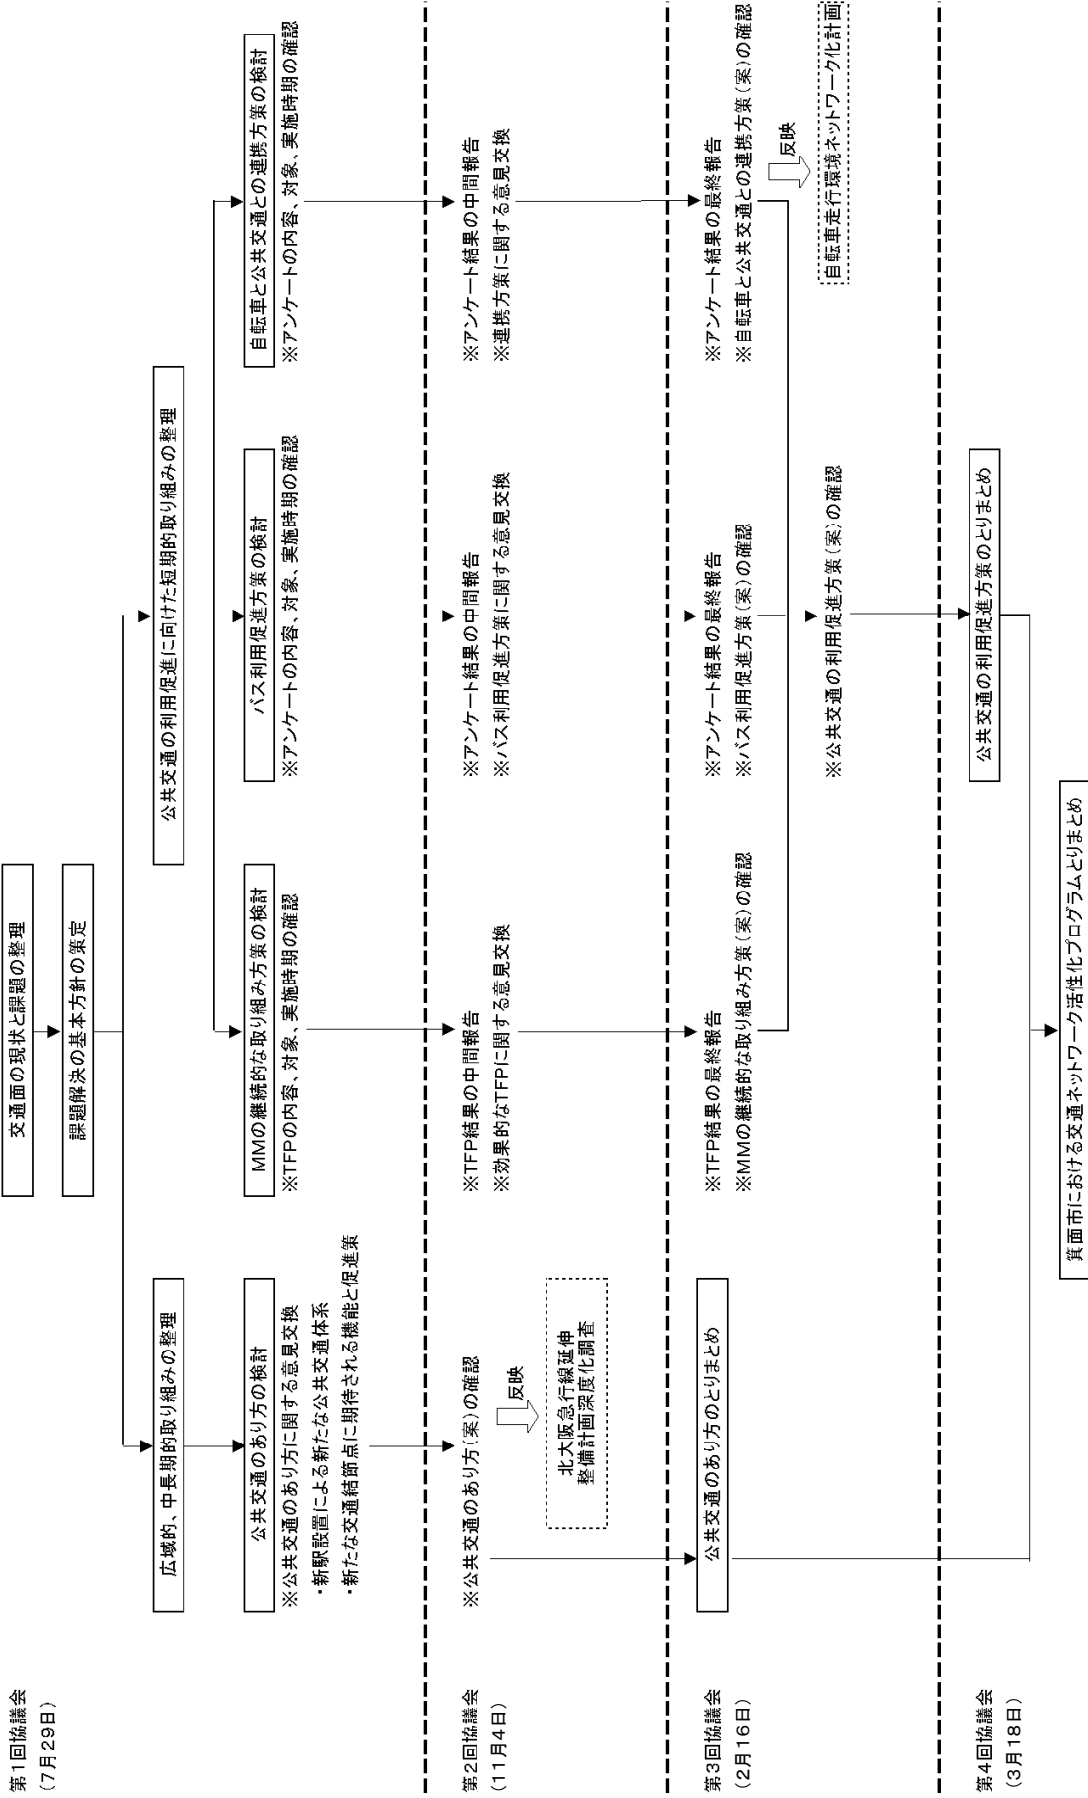 第1回協議会
（7月29日）
交通面の現状と課題の整理
課題解決の基本方針の策定
広域的、中長期的取り組みの整理
公共交通の利用促進に向けた短期的取り組みの整理
公共交通のあり方の検討
※公共交通のあり方に関する意見交換
・新駅設置による新たな公共交通体系
・新たな交通結節点に期待される機能と促進策
MMの継続的な取り組み方策の検討
※TFPの内容、対象、実施時期の確認
バス利用促進方策の検討
※アンケートの内容、対象、実施時期の確認
自転車と公共交通との連携方策の検討
※アンケートの内容、対象、実施時期の確認
第2回協議会
（11月4日）
※公共交通のあり方（案）の確認
反映
北大阪急行線延伸
整備計画深度化調査
※TFP結果の中間報告
※効果的なTFPに関する意見交換
※アンケート結果の中間報告
※バス利用促進方策に関する意見交換
※アンケート結果の中間報告
※連携方策に関する意見交換
第3回協議会
（2月16日）
公共交通のあり方のとりまとめ
※TFP結果の最終報告
※MMの継続的な取り組み方策（案）の確認
※アンケート結果の最終報告
※バス利用促進方策（案）の確認
※アンケート結果の最終報告
※自転車と公共交通との連携方策（案）の確認
反映
自転車走行環境ネットワーク化計画
※公共交通の利用促進方策（案）の確認
第4回協議会
（3月18日）
公共交通の利用促進方策のとりまとめ
箕面市における交通ネットワーク活性化プログラムとりまとめ